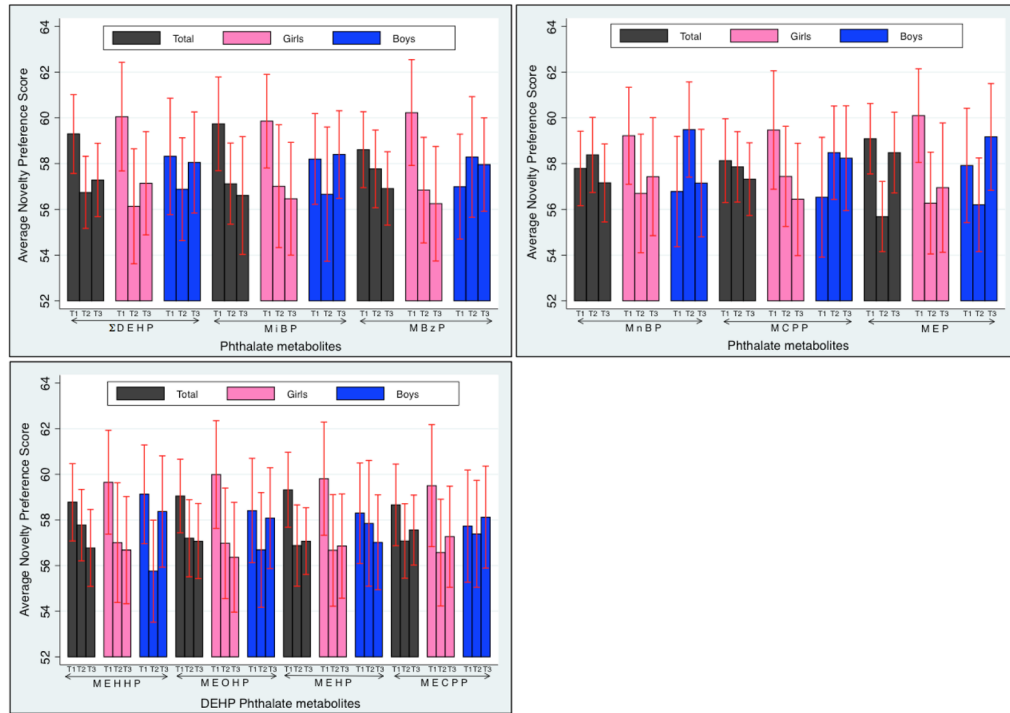 Total Girls Boys
Average Novelty Preference Score
64
62
60
58
56
54
52
T1 T2 T3 T1 T2 T3 T1 T2 T3 T1 T2 T3 T1 T2 T3 T1 T2 T3 T1 T2 T3 T1 T2 T3 T1 T2 T3
ΣDEHP MiBP MBzP
Phthalate metabolites
Total Girls Boys
Average Novelty Preference Score
64
62
60
58
56
54
52
T1 T2 T3 T1 T2 T3 T1 T2 T3 T1 T2 T3 T1 T2 T3 T1 T2 T3 T1 T2 T3 T1 T2 T3 T1 T2 T3
MnBP MCPP MEP
Phthalate metabolites
Total Girls Boys
Average Novelty Preference Score
64
62
60
58
56
54
52
T1 T2 T3 T1 T2 T3 T1 T2 T3 T1 T2 T3 T1 T2 T3 T1 T2 T3 T1 T2 T3 T1 T2 T3 T1 T2 T3 T1 T2 T3 T1 T2 T3 T1 T2 T3
MEHHP MEOHP MEHP MECPP
DEHP Phthalate metabolites